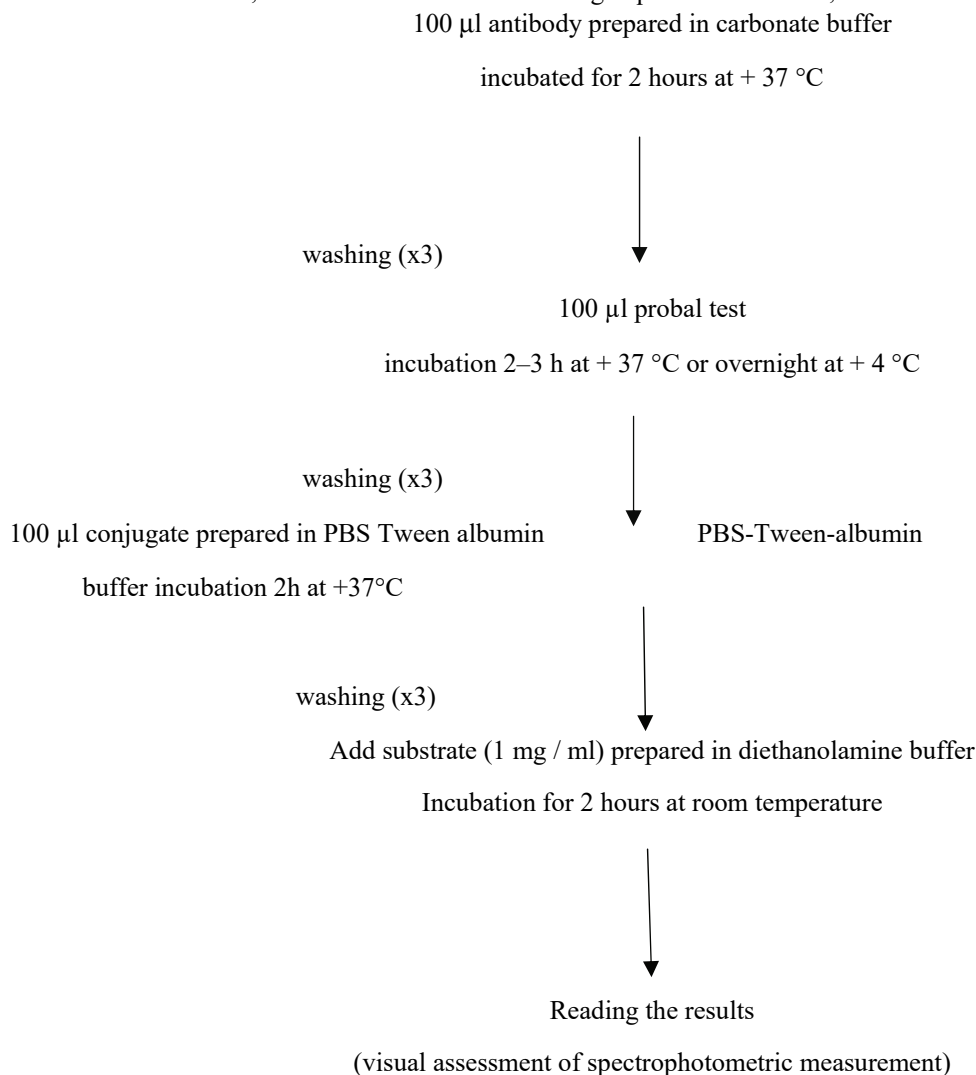 100 µl antibody prepared in carbonate buffer
incubated for 2 hours at + 37 °C
washing (x3)
100 µl probal test
incubation 2–3 h at + 37 °C or overnight at + 4 °C
washing (x3)
100 µl conjugate prepared in PBS Tween albumin PBS-Tween-albumin
buffer incubation 2h at +37°C
washing (x3)
Add substrate (1 mg / ml) prepared in diethanolamine buffer
Incubation for 2 hours at room temperature
Reading the results
(visual assessment of spectrophotometric measurement)